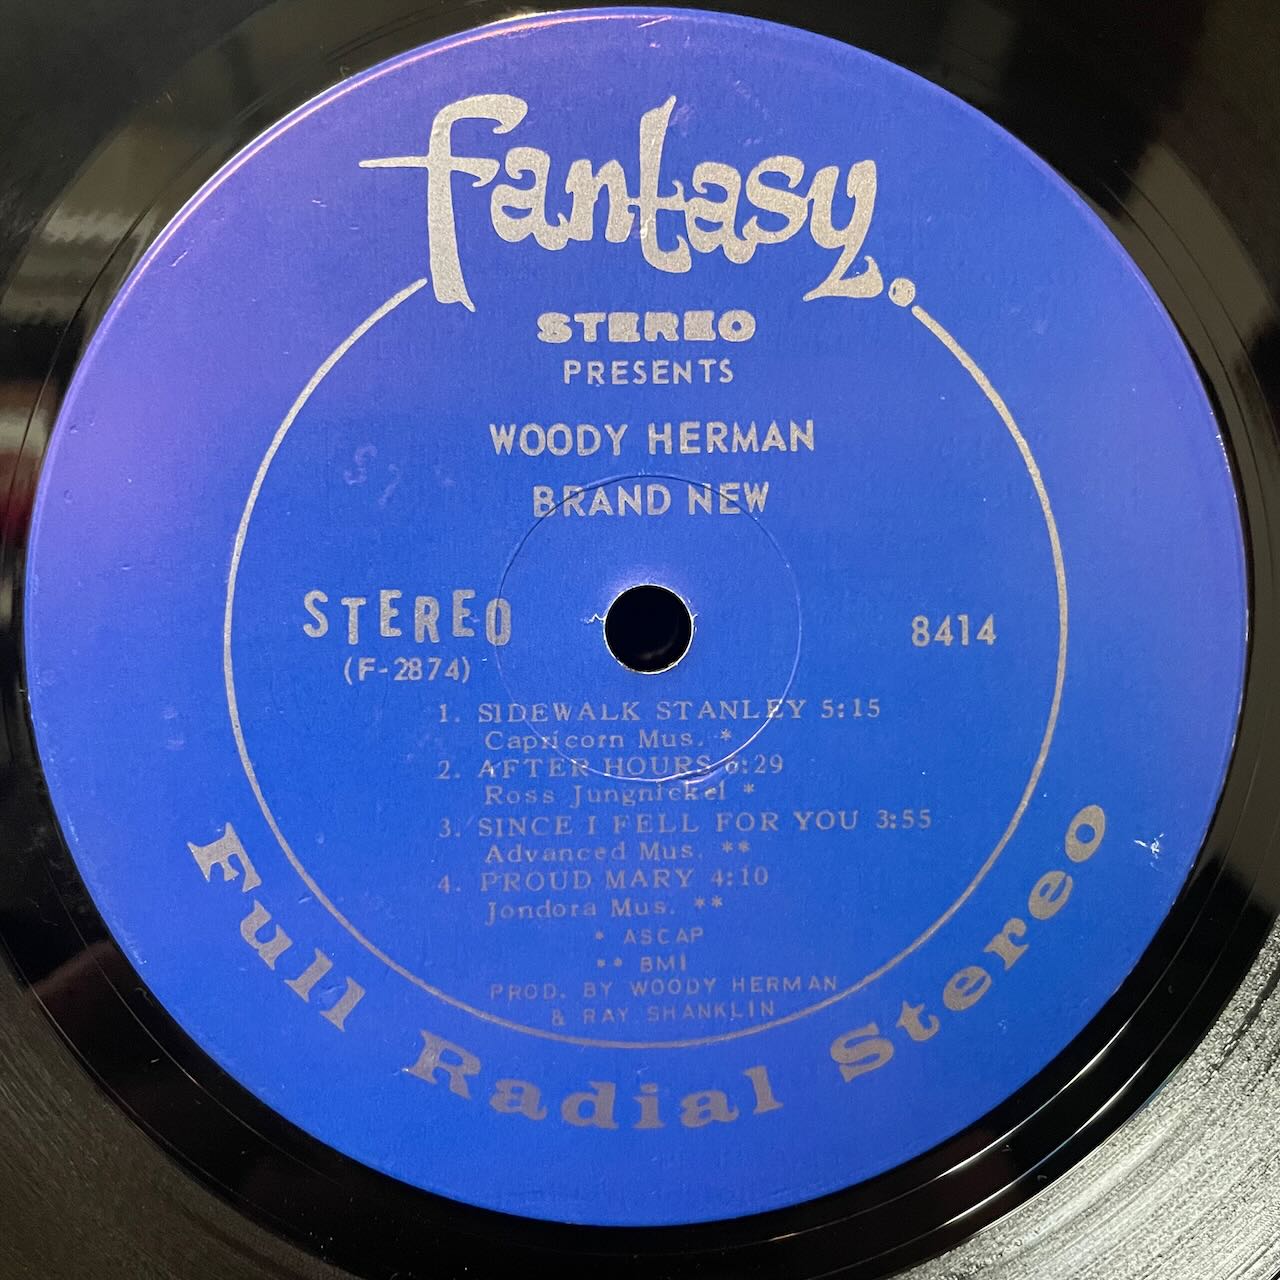 fantasy.
STEREO
PRESENTS
WOODY HERMAN
BRAND NEW
STEREO
(F-2874)
8414
1. SIDEWALK STANLEY 5:15
Capricorn Mus. *
2. AFTER HOURS 6:29
Ross Jungnickel *
3. SINCE I FELL FOR YOU 3:55
Advanced Mus. **
4. PROUD MARY 4:10
Jondora Mus. **
* ASCAP
** BMI
PROD. BY WOODY HERMAN
& RAY SHANKLIN
Full Radial Stereo